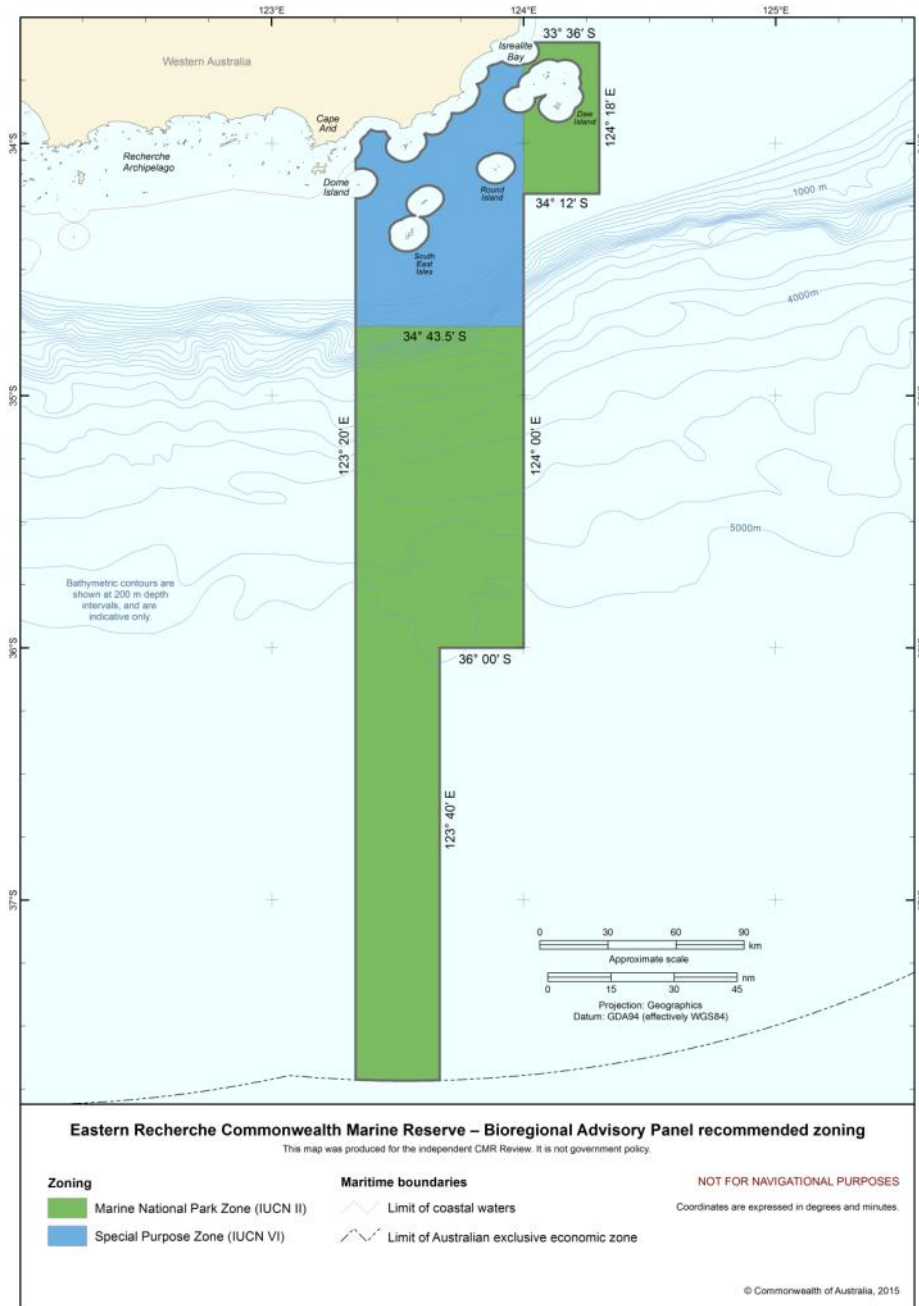 123°E
124°E
125°E
33° 36' S
Isrealite
Bay
Western Australia
124° 18' E
Cape
Arid
Daw
Island
34°S
Recherche
Archipelago
Dome
Island
Round
Island
1000 m
34° 12' S
South
East
Isles
4000m
34° 43.5' S
35°S
123° 20' E
124° 00' E
5000m
Bathymetric contours are
shown at 200 m depth
intervals, and are
indicative only.
36°S
36° 00' S
123° 40' E
37°S
0 30 60 90 km
Approximate scale
nm
0 15 30 45
Projection: Geographics
Datum: GDA94 (effectively WGS84)
Eastern Recherche Commonwealth Marine Reserve – Bioregional Advisory Panel recommended zoning
This map was produced for the independent CMR Review. It is not government policy.
Zoning
Marine National Park Zone (IUCN II)
Special Purpose Zone (IUCN VI)
Maritime boundaries
Limit of coastal waters
Limit of Australian exclusive economic zone
NOT FOR NAVIGATIONAL PURPOSES
Coordinates are expressed in degrees and minutes.
© Commonwealth of Australia, 2015